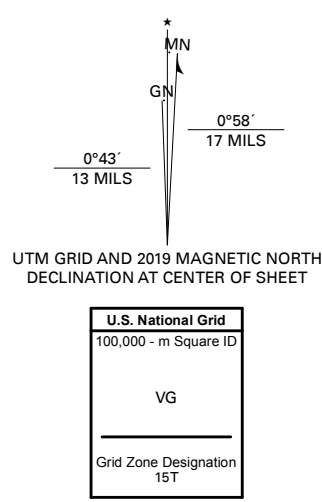 ★
MN
GN
0°58´
17 MILS
0°43´
13 MILS
UTM GRID AND 2019 MAGNETIC NORTH
DECLINATION AT CENTER OF SHEET
U.S. National Grid
100,000 - m Square ID
VG
Grid Zone Designation
15T